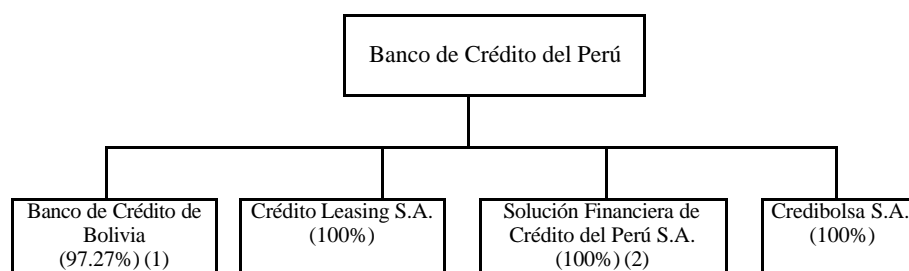 Banco de Crédito del Perú
Banco de Crédito de
Bolivia
(97.27%) (1)
Crédito Leasing S.A.
(100%)
Solución Financiera de
Crédito del Perú S.A.
(100%) (2)
Credibolsa S.A.
(100%)